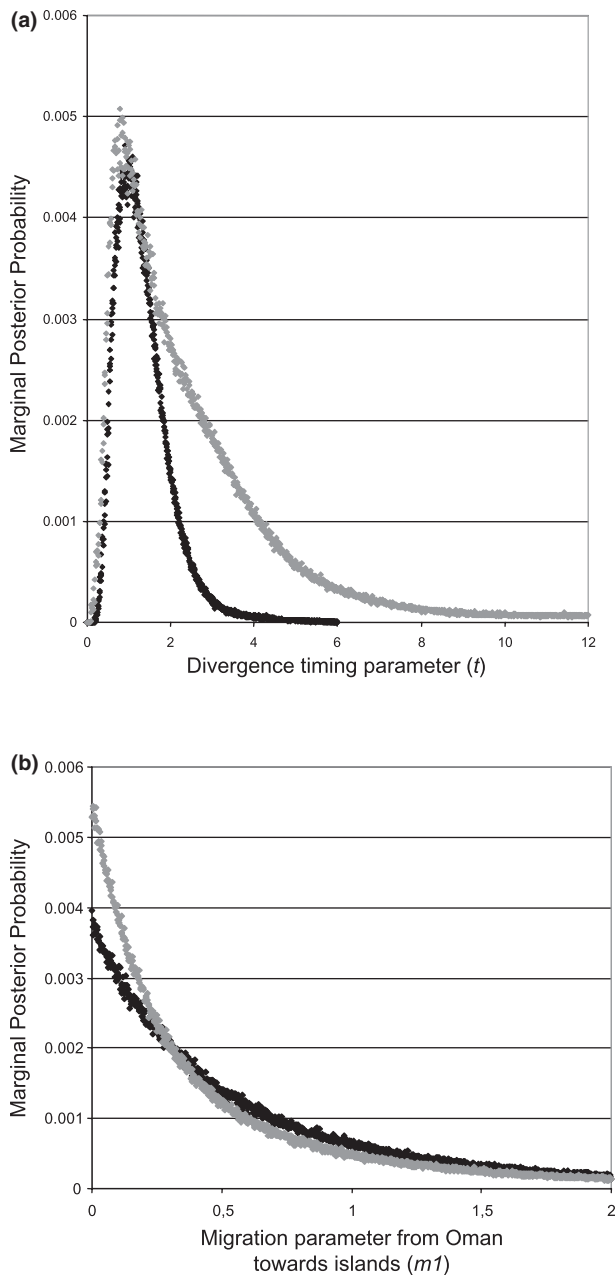 (a)
0.006
0.005
0.004
0.003
0.002
0.001
0
0 2 4 6 8 10 12
Marginal Posterior Probability
Divergence timing parameter (t)
(b)
0.006
0.005
0.004
0.003
0.002
0.001
0
0 0,5 1 1,5 2
Marginal Posterior Probability
Migration parameter from Oman
towards islands (m1)